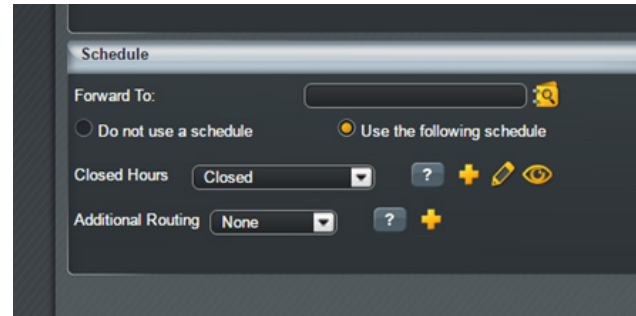 Schedule
Forward To:
Do not use a schedule Use the following schedule
Closed Hours Closed ?
Additional Routing None ?